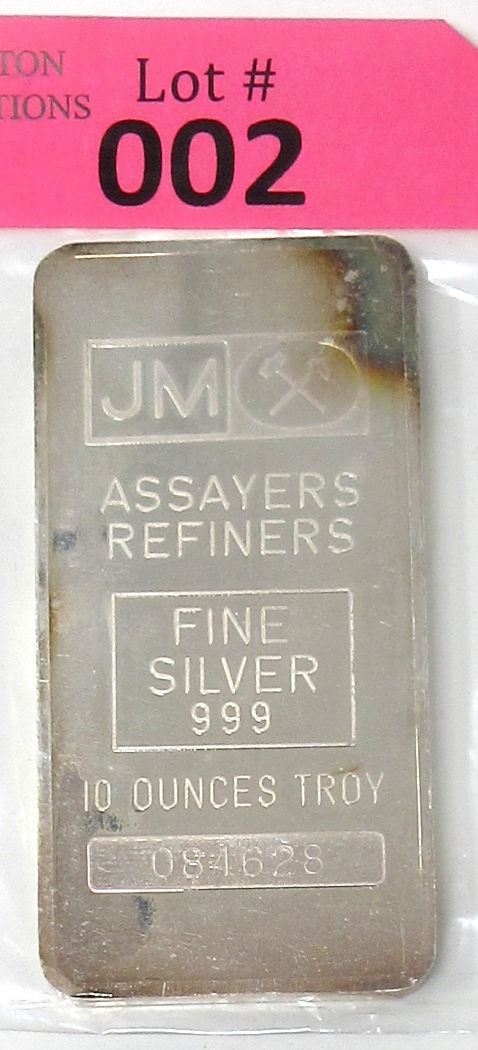 TON
TIONS
Lot #
002
JM
ASSAYERS
REFINERS
FINE
SILVER
999
10 OUNCES TROY
084628